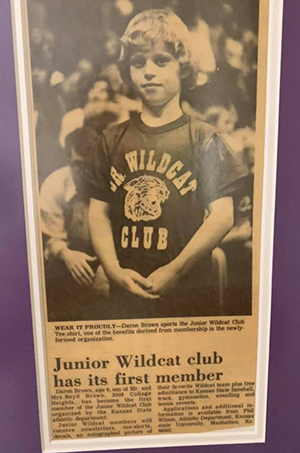 JR WILDCAT
CLUB
WEAR IT PROUDLY—Daron Brown sports the Junior Wildcat Club
Tee shirt, one of the benefits derived from membership in the newly-
formed organization.
Junior Wildcat club
has its first member
Daron Brown, age 9, son of Mr. and
Mrs. Boyd Brown, 2008 College
Heights, has become the first
member of the Junior Wildcat Club
organized by the Kansas State
athletic department.
Junior Wildcat members will
receive newsletters, tee-shirts,
decals, an autographed picture of
their favorite Wildcat team plus free
admittance to Kansas State baseball,
track, gymnastics, wrestling and
tennis events.
Applications and additional in-
formation is available from: Phil
Wilson, Athletic Department, Kansas
State University, Manhattan, Ks.